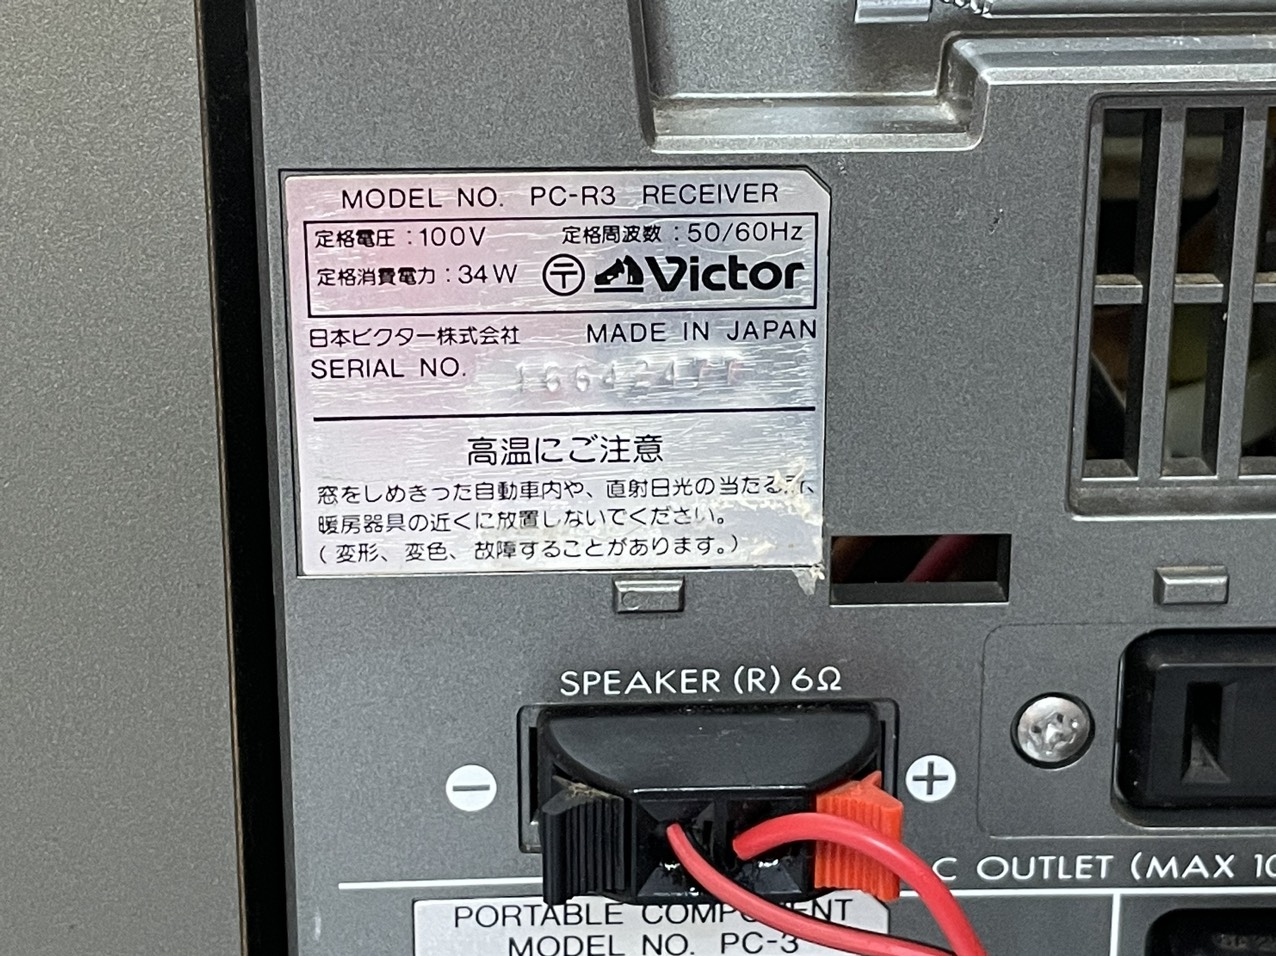 MODEL NO. PC-R3 RECEIVER
定格電圧:100V 定格周波数:50/60Hz
定格消費電力:34W 〒 Victor
日本ビクター株式会社 MADE IN JAPAN
SERIAL NO.
高温にご注意
窓をしめきった自動車内や、直射日光の当たる
暖房器具の近くに放置しないでください。
(変形、変色、故障することがあります。)
SPEAKER (R) 6Ω
C OUTLET (MAX 10
PORTABLE COMP NT
MODEL NO. PC-3